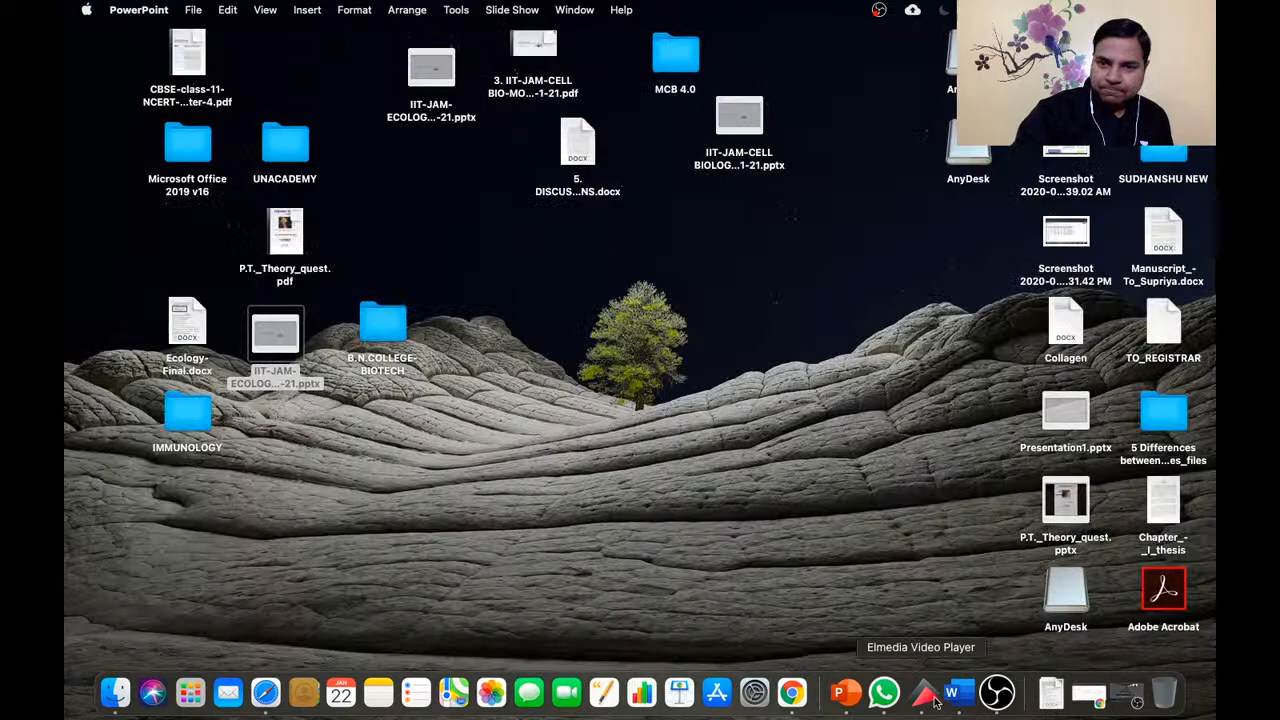 PowerPoint File Edit View Insert Format Arrange Tools Slide Show Window Help
CBSE-class-11-
NCERT-...ter-4.pdf
IIT-JAM-
ECOLOG...-21.pptx
3. IIT-JAM-CELL
BIO-MO...-1-21.pdf
MCB 4.0
IIT-JAM-CELL
BIOLOG...1-21.pptx
Microsoft Office
2019 v16
UNACADEMY
DOCX
5.
DISCUS...NS.docx
AnyDesk
Screenshot
2020-0...39.02 AM
SUDHANSHU NEW
P.T._Theory_quest.
pdf
Screenshot
2020-0....31.42 PM
DOCX
Manuscript_-
To_Supriya.docx
DOCX
Ecology-
Final.docx
IIT-JAM-
ECOLOG...-21.pptx
B.N.COLLEGE-
BIOTECH
DOCX
Collagen
TO_REGISTRAR
IMMUNOLOGY
Presentation1.pptx
5 Differences
between...es_files
P.T._Theory_quest.
pptx
Chapter_-
_I_thesis
AnyDesk
Adobe Acrobat
Elmedia Video Player
JAN
22
P
W